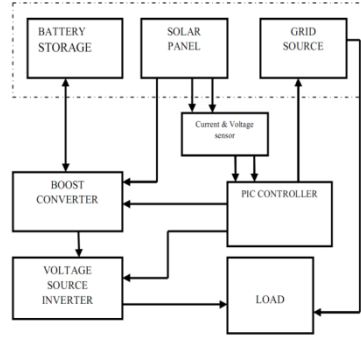 BATTERY
STORAGE
SOLAR
PANEL
GRID
SOURCE
Current & Voltage
sensor
BOOST
CONVERTER
PIC CONTROLLER
VOLTAGE
SOURCE
INVERTER
LOAD